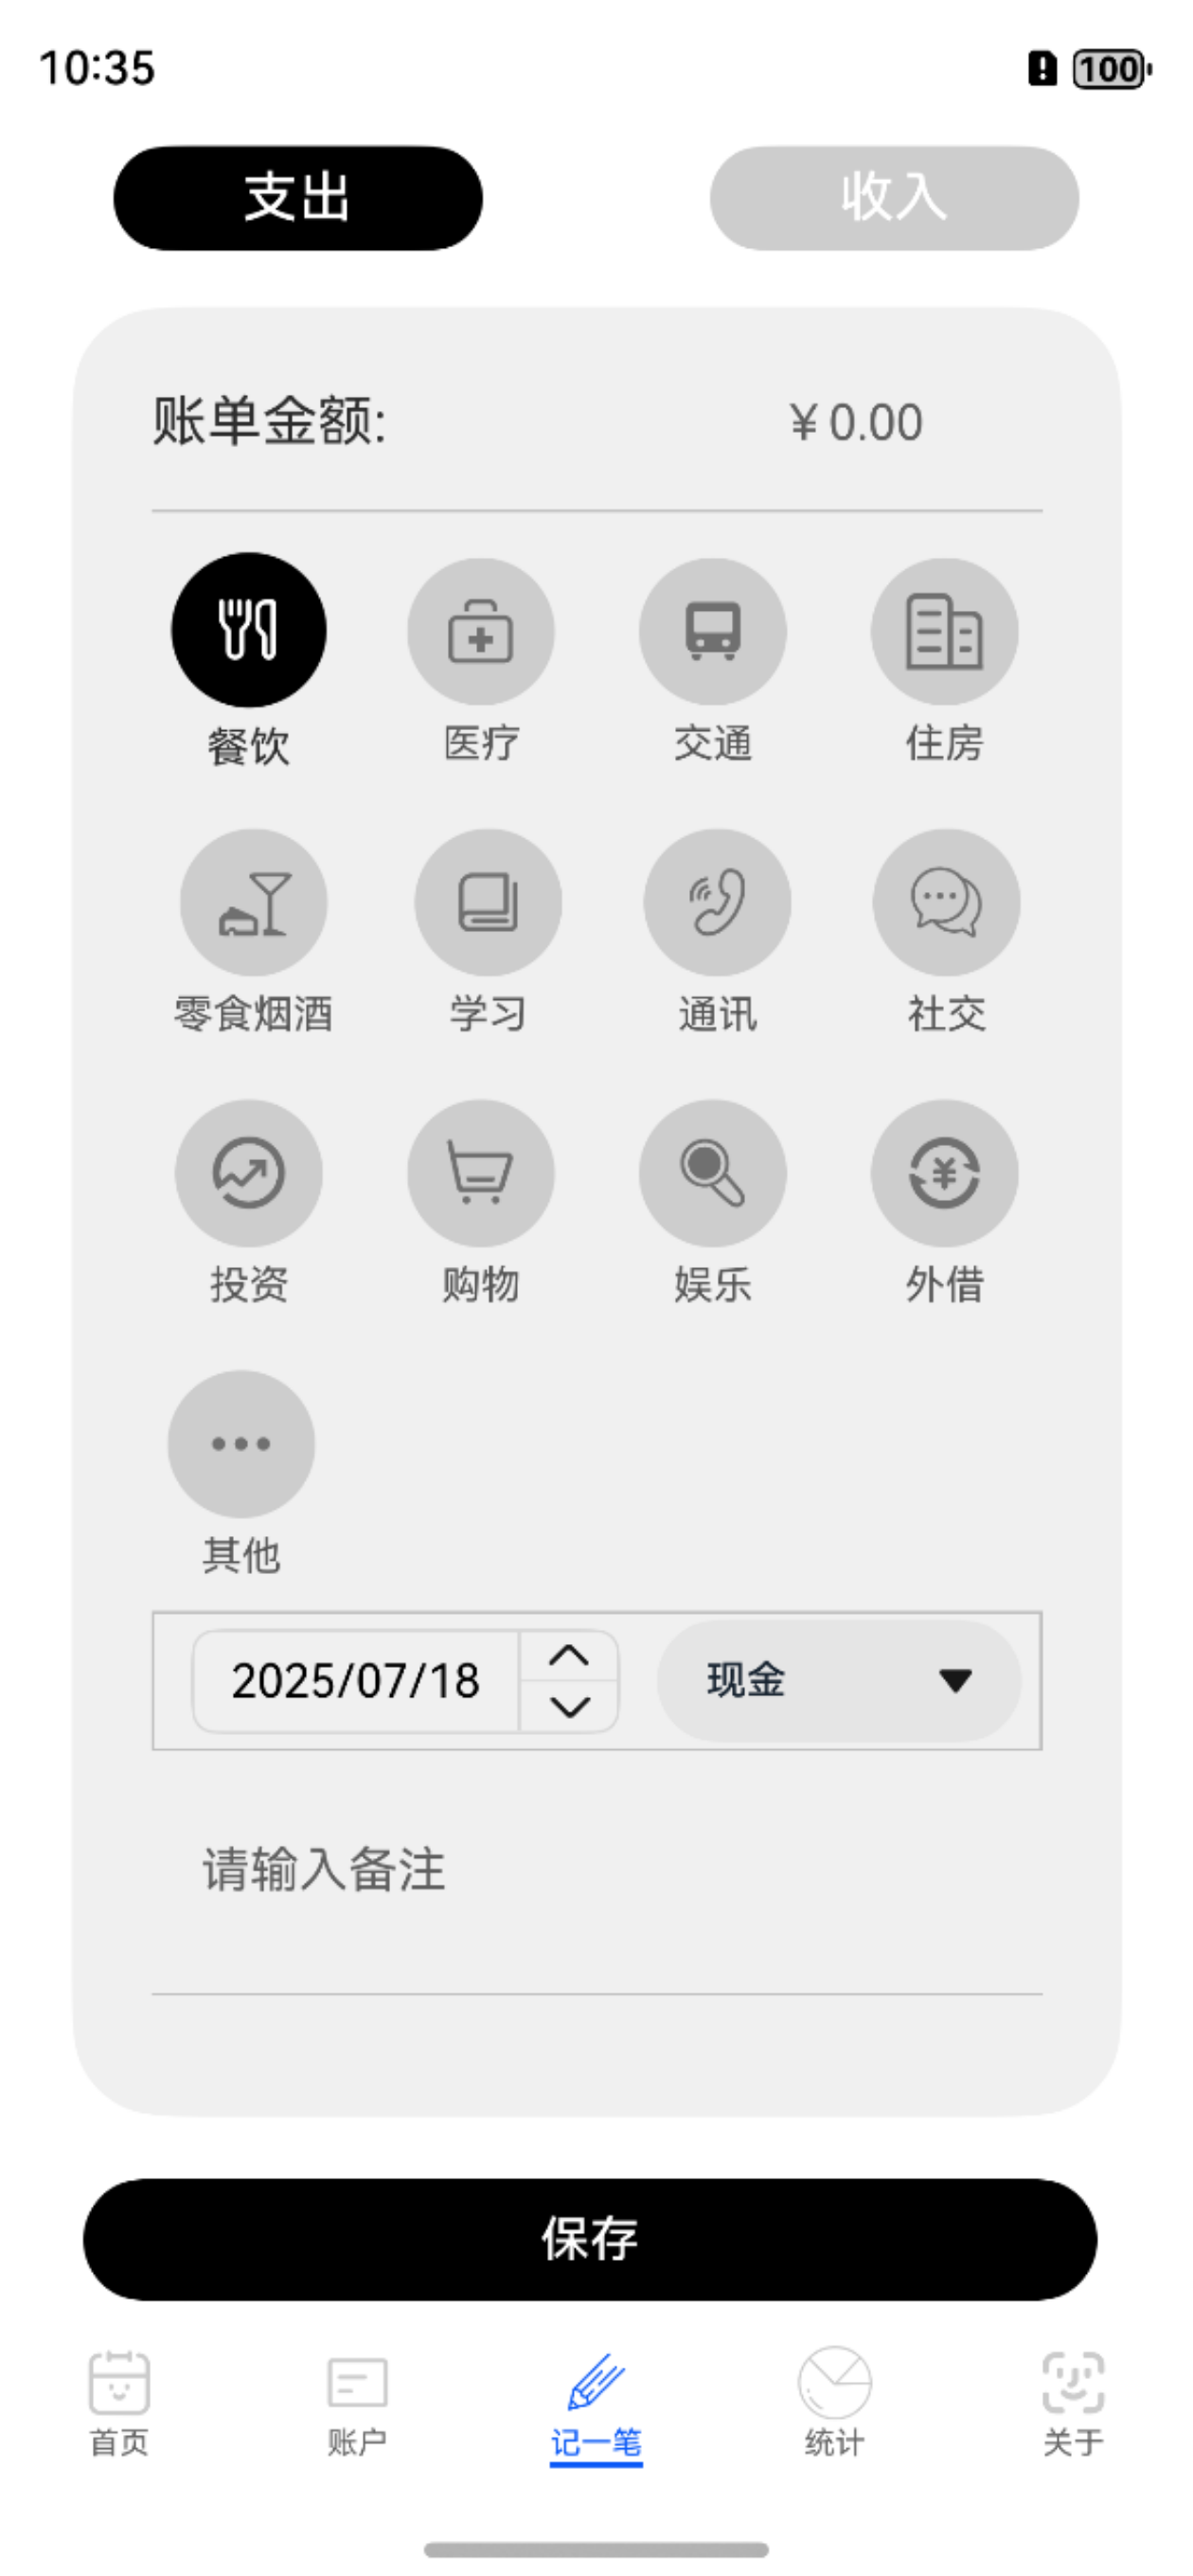 10:35 100
支出 收入
账单金额: ¥ 0.00
餐饮 医疗 交通 住房
零食烟酒 学习 通讯 社交
投资 购物 娱乐 外借
其他
2025/07/18 现金
请输入备注
保存
首页 账户 记一笔 统计 关于